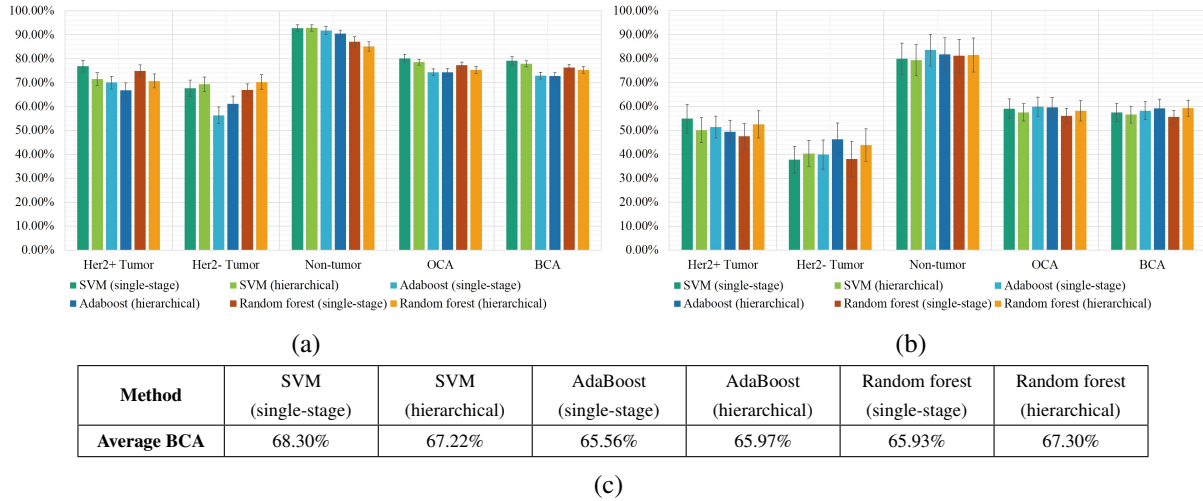 100.00%
90.00%
80.00%
70.00%
60.00%
50.00%
40.00%
30.00%
20.00%
10.00%
0.00%
Her2+ Tumor Her2- Tumor Non-tumor OCA BCA
SVM (single-stage) SVM (hierarchical) Adaboost (single-stage)
Adaboost (hierarchical) Random forest (single-stage) Random forest (hierarchical)
(a)
100.00%
90.00%
80.00%
70.00%
60.00%
50.00%
40.00%
30.00%
20.00%
10.00%
0.00%
Her2+ Tumor Her2- Tumor Non-tumor OCA BCA
SVM (single-stage) SVM (hierarchical) Adaboost (single-stage)
Adaboost (hierarchical) Random forest (single-stage) Random forest (hierarchical)
(b)
Method SVM (single-stage) SVM (hierarchical) AdaBoost (single-stage) AdaBoost (hierarchical) Random forest (single-stage) Random forest (hierarchical)
Average BCA 68.30% 67.22% 65.56% 65.97% 65.93% 67.30%
(c)